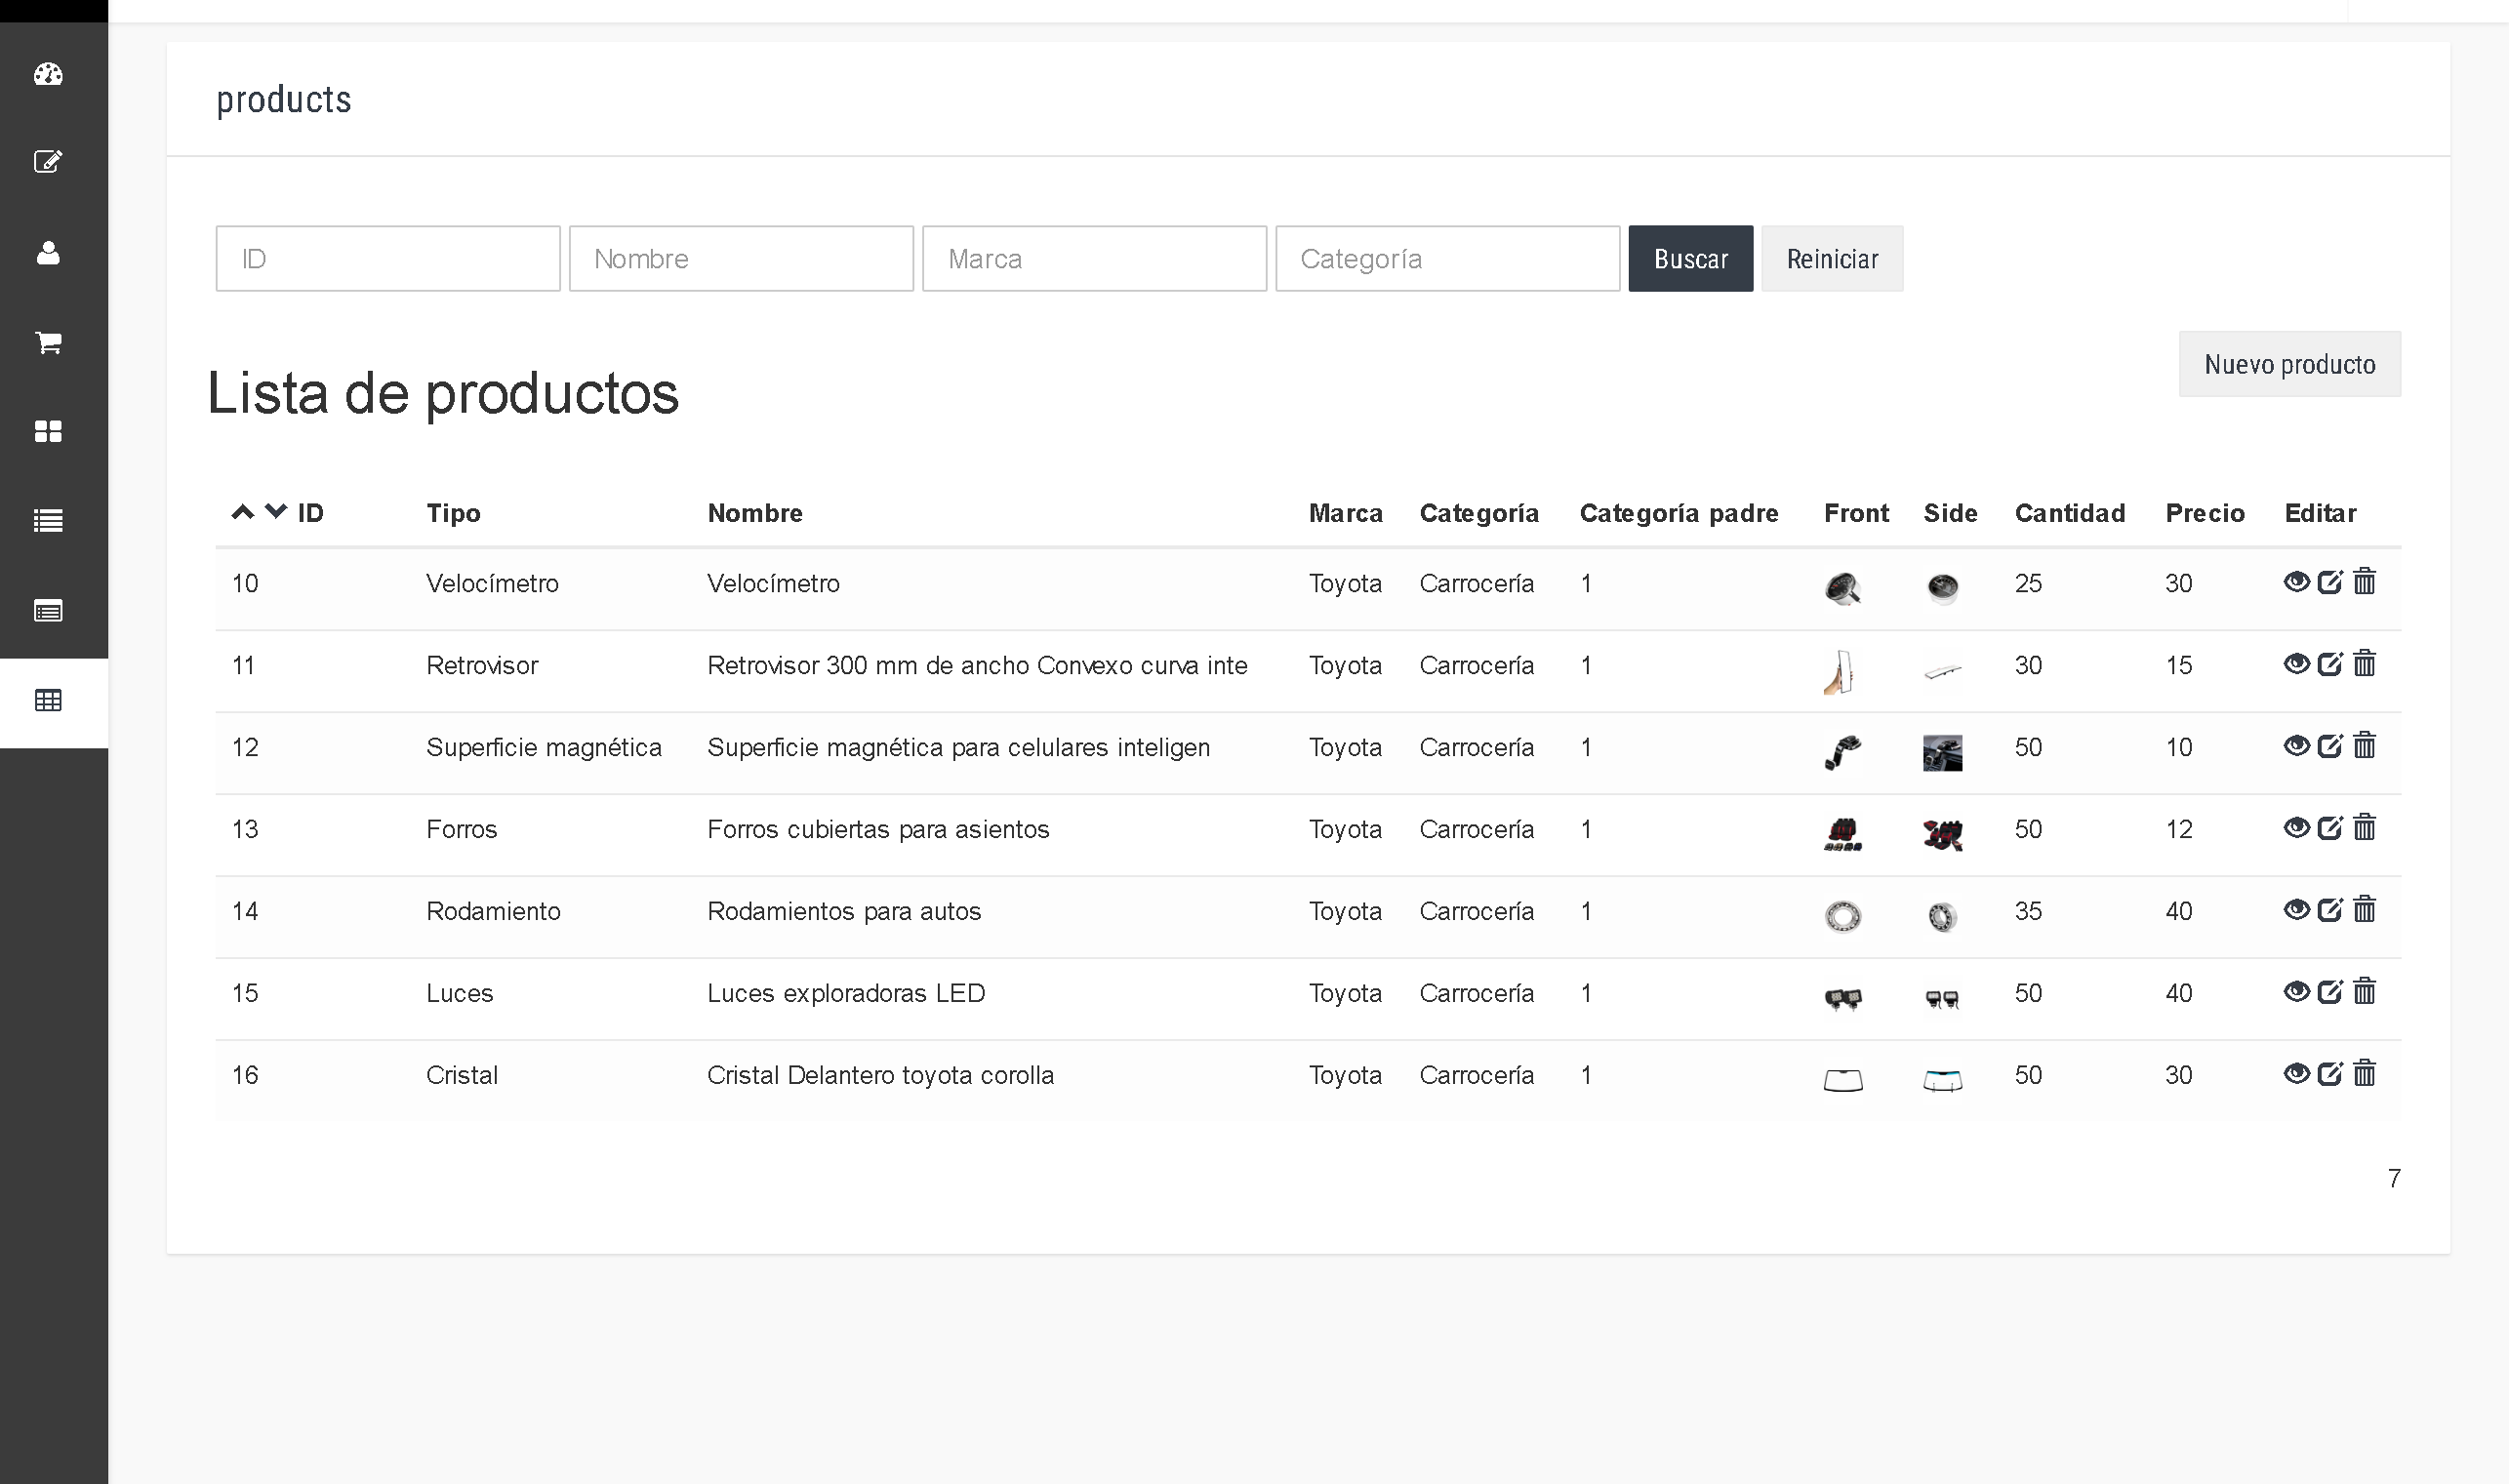 products
ID Nombre Marca Categoría Buscar Reiniciar
Nuevo producto
Lista de productos
ID Tipo Nombre Marca Categoría Categoría padre Front Side Cantidad Precio Editar
10 Velocímetro Velocímetro Toyota Carrocería 1 25 30
11 Retrovisor Retrovisor 300 mm de ancho Convexo curva inte Toyota Carrocería 1 30 15
12 Superficie magnética Superficie magnética para celulares inteligen Toyota Carrocería 1 50 10
13 Forros Forros cubiertas para asientos Toyota Carrocería 1 50 12
14 Rodamiento Rodamientos para autos Toyota Carrocería 1 35 40
15 Luces Luces exploradoras LED Toyota Carrocería 1 50 40
16 Cristal Cristal Delantero toyota corolla Toyota Carrocería 1 50 30
7